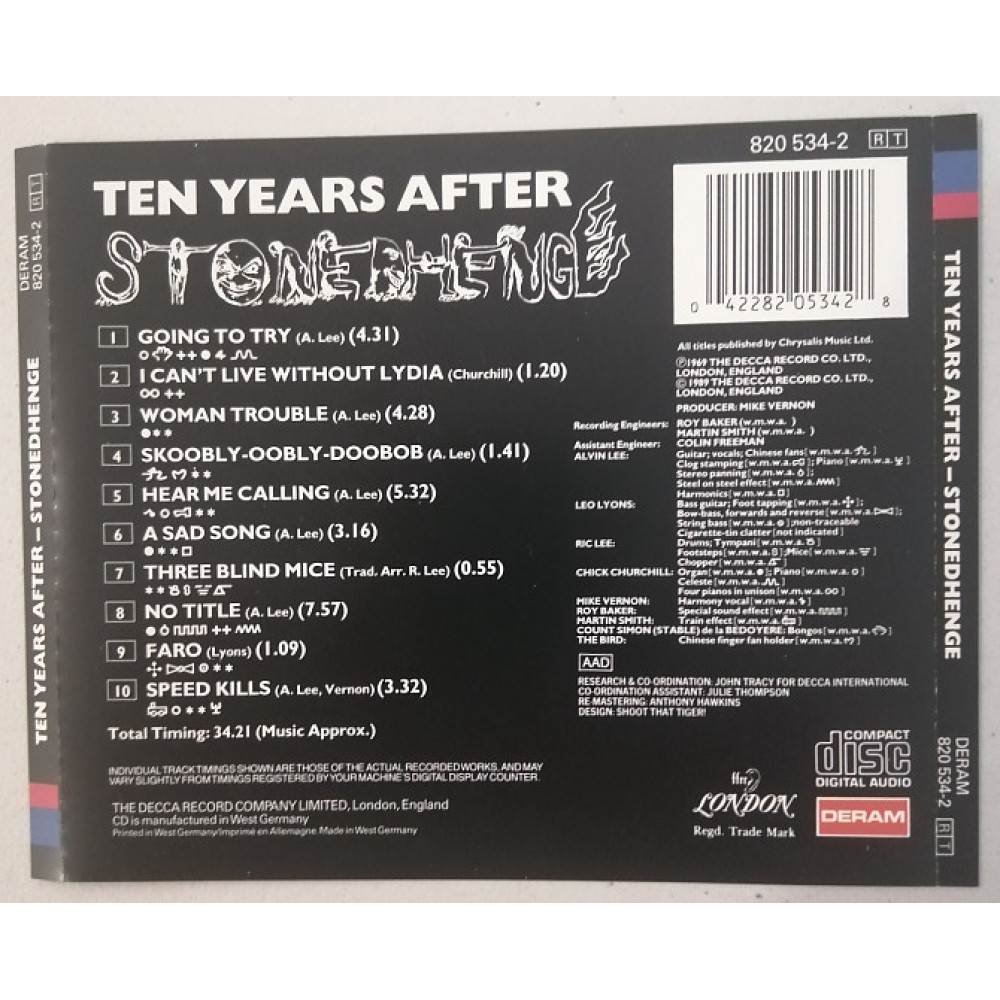 820 534-2 RT
TEN YEARS AFTER
STONEDHENGE
0 42282 05342 8
1 GOING TO TRY (A. Lee) (4.31)
2 I CAN'T LIVE WITHOUT LYDIA (Churchill) (1.20)
3 WOMAN TROUBLE (A. Lee) (4.28)
4 SKOOBLY-OOBLY-DOOBOB (A. Lee) (1.41)
5 HEAR ME CALLING (A. Lee) (5.32)
6 A SAD SONG (A. Lee) (3.16)
7 THREE BLIND MICE (Trad. Arr. R. Lee) (0.55)
8 NO TITLE (A. Lee) (7.57)
9 FARO (Lyons) (1.09)
10 SPEED KILLS (A. Lee, Vernon) (3.32)
Total Timing: 34.21 (Music Approx.)
INDIVIDUAL TRACK TIMINGS SHOWN ARE THOSE OF THE ACTUAL RECORDED WORKS, AND MAY
VARY SLIGHTLY FROM TIMINGS REGISTERED BY YOUR MACHINE'S DIGITAL DISPLAY COUNTER.
THE DECCA RECORD COMPANY LIMITED, London, England
CD is manufactured in West Germany
Printed in West Germany/Imprimé en Allemagne. Made in West Germany
All titles published by Chrysalis Music Ltd.
℗1969 THE DECCA RECORD CO. LTD.,
LONDON, ENGLAND
©1989 THE DECCA RECORD CO. LTD.,
LONDON, ENGLAND
PRODUCER: MIKE VERNON
Recording Engineers: ROY BAKER (w.m.w.a. )
MARTIN SMITH (w.m.w.a. )
Assistant Engineer: COLIN FREEMAN
ALVIN LEE: Guitar; vocals; Chinese fans [w.m.w.a. ]
Clog stamping [w.m.w.a. ]; Piano [w.m.w.a. ]
Stereo panning [w.m.w.a. ];
Steel on steel effect [w.m.w.a. ]
Harmonics [w.m.w.a. ]
LEO LYONS: Bass guitar; Foot tapping [w.m.w.a. ];
Bow-bass, forwards and reverse [w.m.w.a. ];
String bass [w.m.w.a. ]; non-traceable
Cigarette-tin clatter [not indicated]
RIC LEE: Drums; Tympani [w.m.w.a. ]
Footsteps [w.m.w.a. ]; Mice [w.m.w.a. ]
Chopper [w.m.w.a. ]
CHICK CHURCHILL: Organ [w.m.w.a. ]; Piano [w.m.w.a. ]
Celeste [w.m.w.a. ]
Four pianos in unison [w.m.w.a. ]
MIKE VERNON: Harmony vocal [w.m.w.a. ]
ROY BAKER: Special sound effect [w.m.w.a. ]
MARTIN SMITH: Train effect [w.m.w.a. ]
COUNT SIMON (STABLE) de la BEDOYERE: Bongos [w.m.w.a. ]
THE BIRD: Chinese finger fan holder [w.m.w.a. ]
AAD
RESEARCH & CO-ORDINATION: JOHN TRACY FOR DECCA INTERNATIONAL
CO-ORDINATION ASSISTANT: JULIE THOMPSON
RE-MASTERING: ANTHONY HAWKINS
DESIGN: SHOOT THAT TIGER!
ffrr
LONDON
Regd. Trade Mark
COMPACT
disc
DIGITAL AUDIO
DERAM
DERAM
820 534-2 RT
TEN YEARS AFTER – STONEDHENGE
TEN YEARS AFTER – STONEDHENGE
DERAM
820 534-2 RT